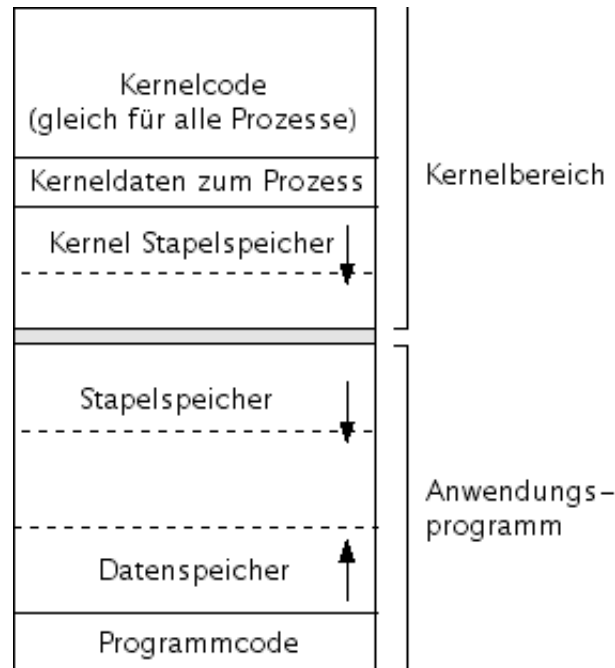 Kernelcode
(gleich für alle Prozesse)
Kerneldaten zum Prozess
Kernelbereich
Kernel Stapelspeicher
Stapelspeicher
Anwendungs-
programm
Datenspeicher
Programmcode